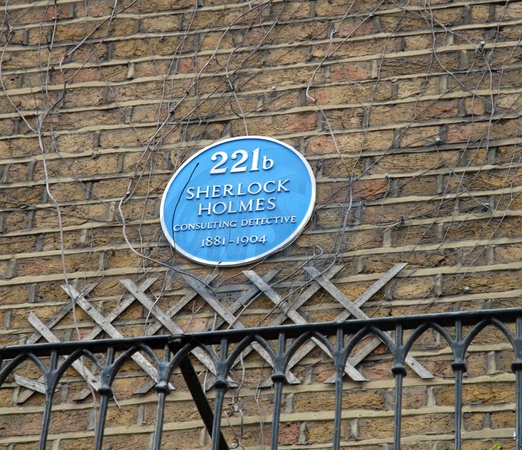 221b
SHERLOCK
HOLMES
CONSULTING DETECTIVE
1881-1904